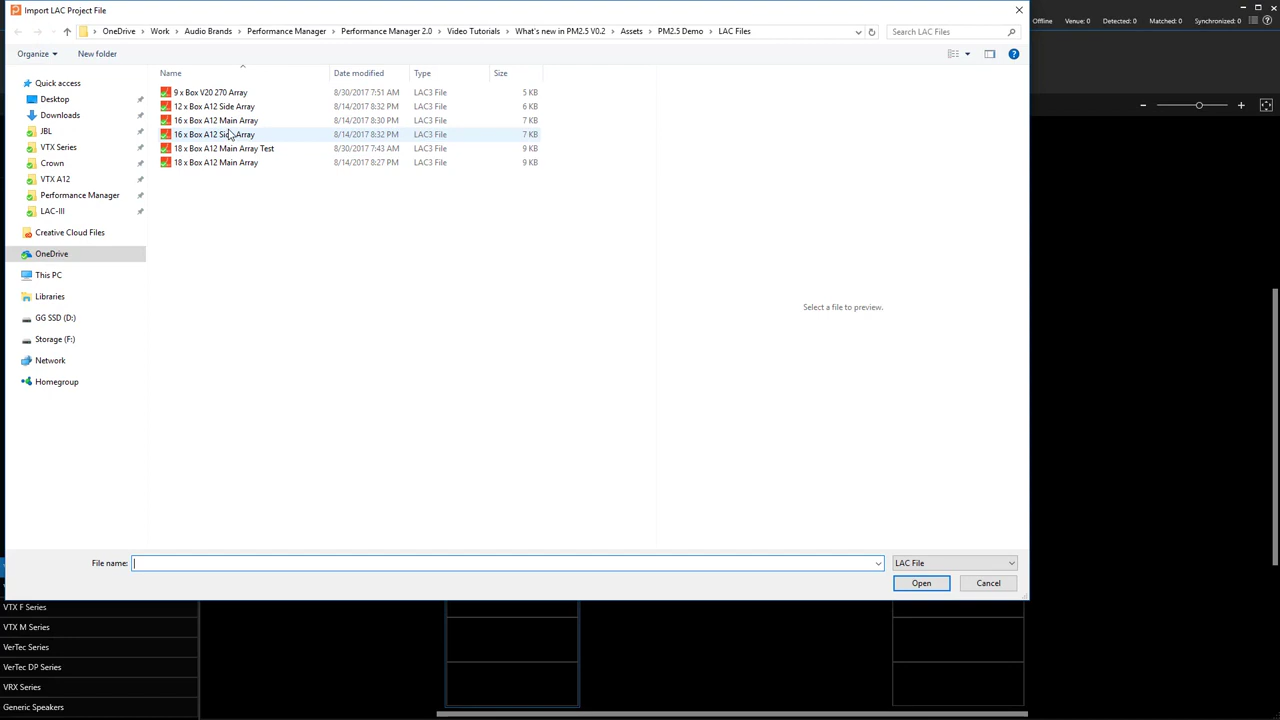 Import LAC Project File
Offline Venue: 0 Detected: 0 Matched: 0 Synchronized: 0
OneDrive > Work > Audio Brands > Performance Manager > Performance Manager 2.0 > Video Tutorials > What's new in PM2.5 V0.2 > Assets > PM2.5 Demo > LAC Files
Search LAC Files
Organize New folder
Name Date modified Type Size
Quick access
Desktop
Downloads
JBL
VTX Series
Crown
VTX A12
Performance Manager
LAC-III
Creative Cloud Files
OneDrive
This PC
Libraries
GG SSD (D:)
Storage (F:)
Network
Homegroup
9 x Box V20 270 Array 8/30/2017 7:51 AM LAC3 File 5 KB
12 x Box A12 Side Array 8/14/2017 8:32 PM LAC3 File 6 KB
16 x Box A12 Main Array 8/14/2017 8:30 PM LAC3 File 7 KB
16 x Box A12 Side Array 8/14/2017 8:32 PM LAC3 File 7 KB
18 x Box A12 Main Array Test 8/30/2017 7:43 AM LAC3 File 9 KB
18 x Box A12 Main Array 8/14/2017 8:27 PM LAC3 File 9 KB
Select a file to preview.
File name: LAC File
Open Cancel
VTX F Series
VTX M Series
VerTec Series
VerTec DP Series
VRX Series
Generic Speakers